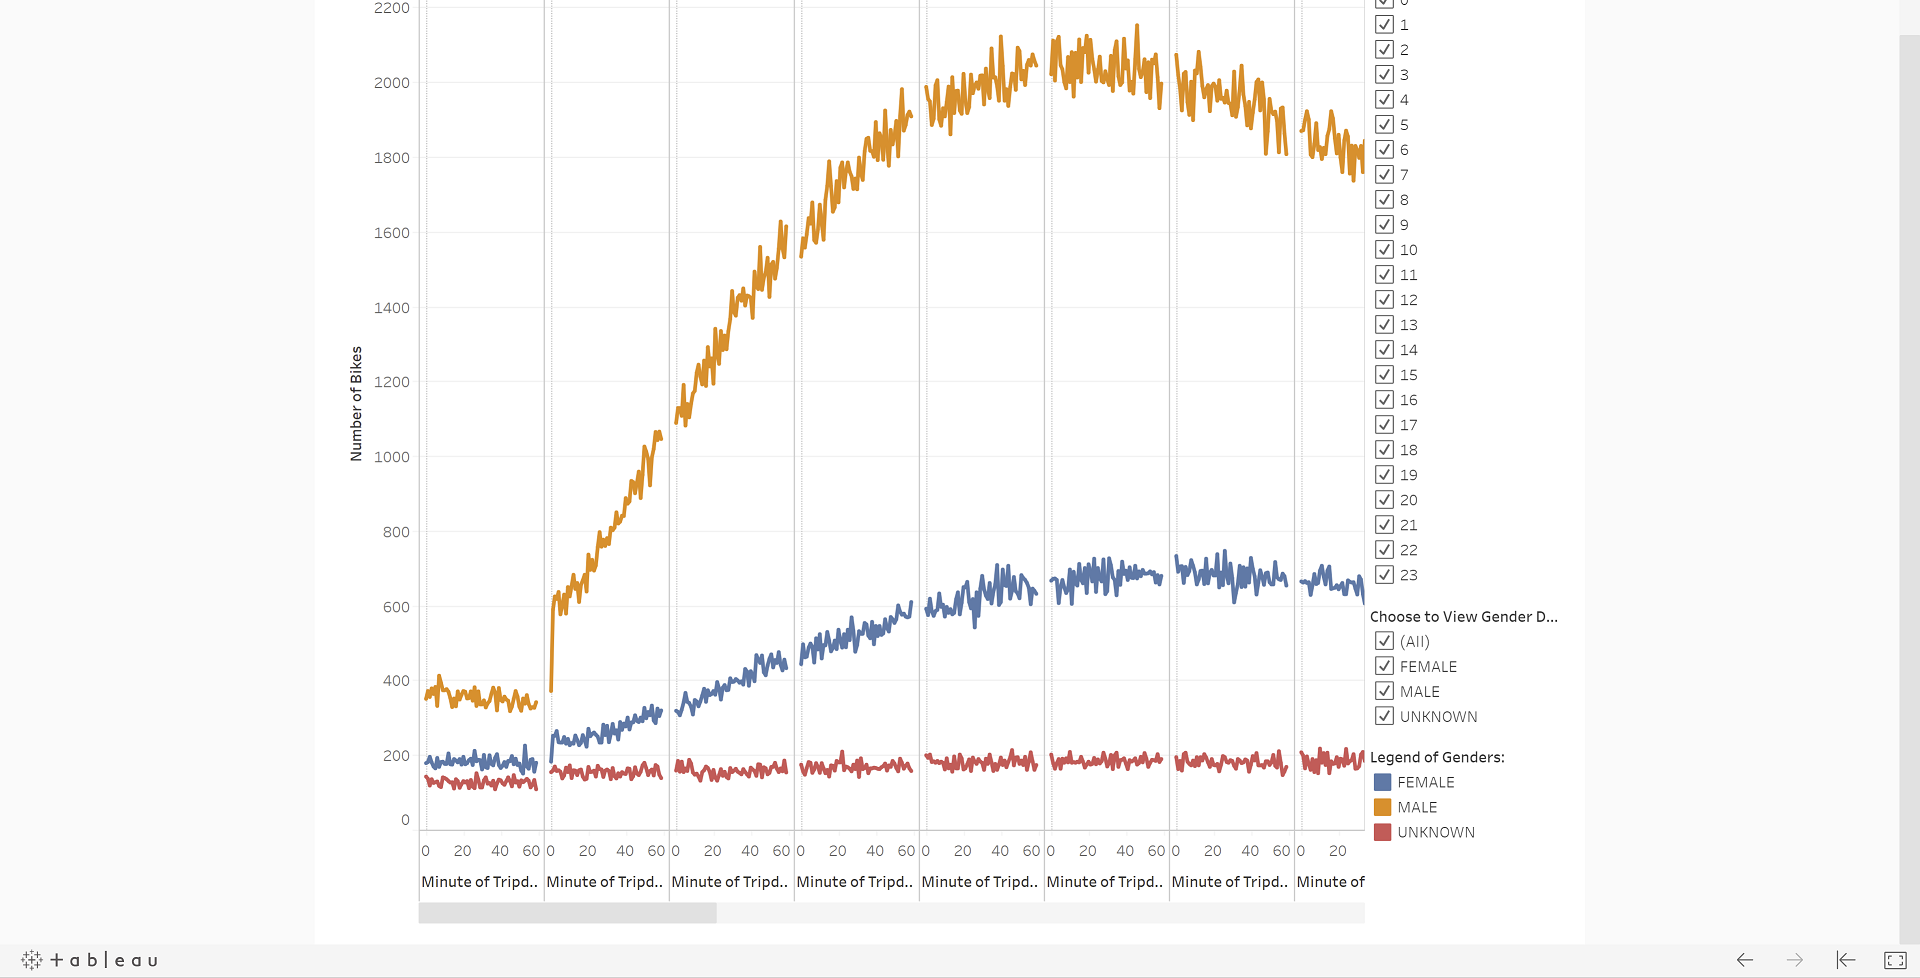 2200
2000
1800
1600
1400
1200
1000
800
600
400
200
0
Number of Bikes
0 20 40 60 0 20 40 60 0 20 40 60 0 20 40 60 0 20 40 60 0 20 40 60 0 20 40 60 0 20
Minute of Tripd.. Minute of Tripd.. Minute of Tripd.. Minute of Tripd.. Minute of Tripd.. Minute of Tripd.. Minute of Tripd.. Minute of
0
1
2
3
4
5
6
7
8
9
10
11
12
13
14
15
16
17
18
19
20
21
22
23
Choose to View Gender D...
(All)
FEMALE
MALE
UNKNOWN
Legend of Genders:
FEMALE
MALE
UNKNOWN
+ableau